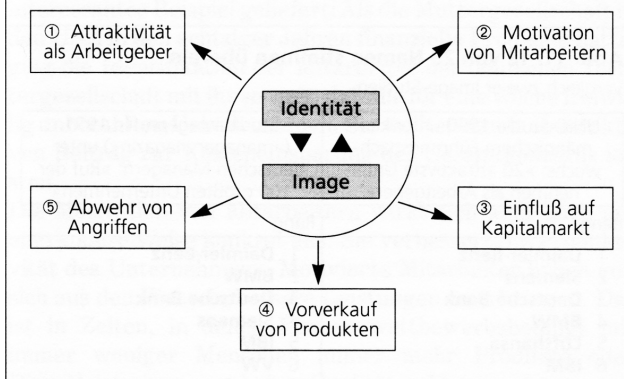 ① Attraktivität
als Arbeitgeber
② Motivation
von Mitarbeitern
Identität
Image
⑤ Abwehr von
Angriffen
③ Einfluß auf
Kapitalmarkt
④ Vorverkauf
von Produkten